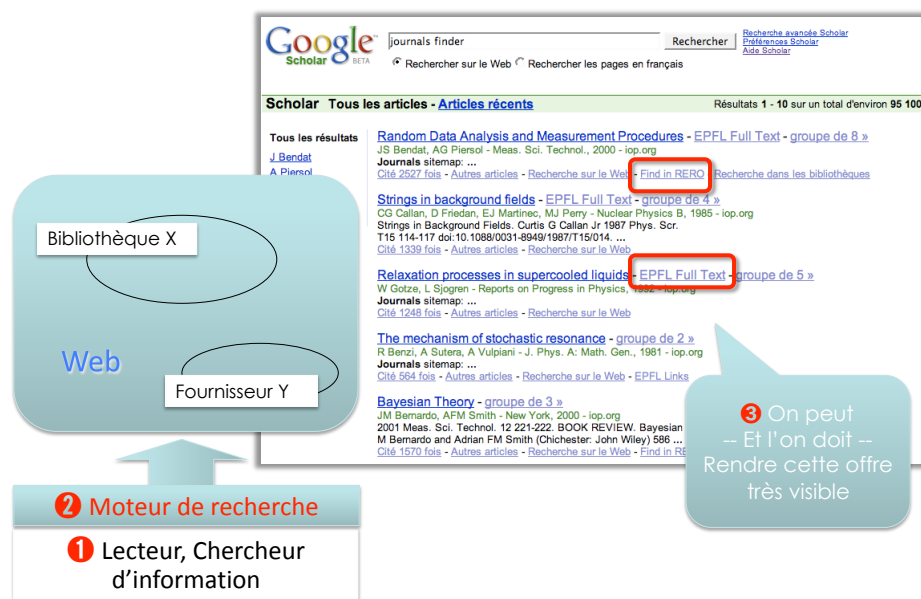 Google
Scholar BETA
journals finder
Rechercher
Recherche avancée Scholar
Préférences Scholar
Aide Scholar
Rechercher sur le Web Rechercher les pages en français
Scholar Tous les articles - Articles récents
Résultats 1 - 10 sur un total d'environ 95 100
Tous les résultats
J Bendat
A Piersol
Random Data Analysis and Measurement Procedures - EPFL Full Text - groupe de 8 »
JS Bendat, AG Piersol - Meas. Sci. Technol., 2000 - iop.org
Journals sitemap: ...
Cité 2527 fois - Autres articles - Recherche sur le Web - Find in RERO - Recherche dans les bibliothèques
Strings in background fields - EPFL Full Text - groupe de 4 »
CG Callan, D Friedan, EJ Martinec, MJ Perry - Nuclear Physics B, 1985 - iop.org
Strings in Background Fields. Curtis G Callan Jr 1987 Phys. Scr.
T15 114-117 doi:10.1088/0031-8949/1987/T15/014. ...
Cité 1339 fois - Autres articles - Recherche sur le Web
Relaxation processes in supercooled liquids - EPFL Full Text - groupe de 5 »
W Gotze, L Sjogren - Reports on Progress in Physics, 1992 - iop.org
Journals sitemap: ...
Cité 1248 fois - Autres articles - Recherche sur le Web
The mechanism of stochastic resonance - groupe de 2 »
R Benzi, A Sutera, A Vulpiani - J. Phys. A: Math. Gen., 1981 - iop.org
Journals sitemap: ...
Cité 564 fois - Autres articles - Recherche sur le Web - EPFL Links
Bayesian Theory - groupe de 3 »
JM Bernardo, AFM Smith - New York, 2000 - iop.org
2001 Meas. Sci. Technol. 12 221-222. BOOK REVIEW. Bayesian
M Bernardo and Adrian FM Smith (Chichester: John Wiley) 586 ...
Cité 1570 fois - Autres articles - Recherche sur le Web - Find in RE
Bibliothèque X
Web
Fournisseur Y
❸ On peut
-- Et l'on doit --
Rendre cette offre
très visible
❷ Moteur de recherche
❶ Lecteur, Chercheur
d'information